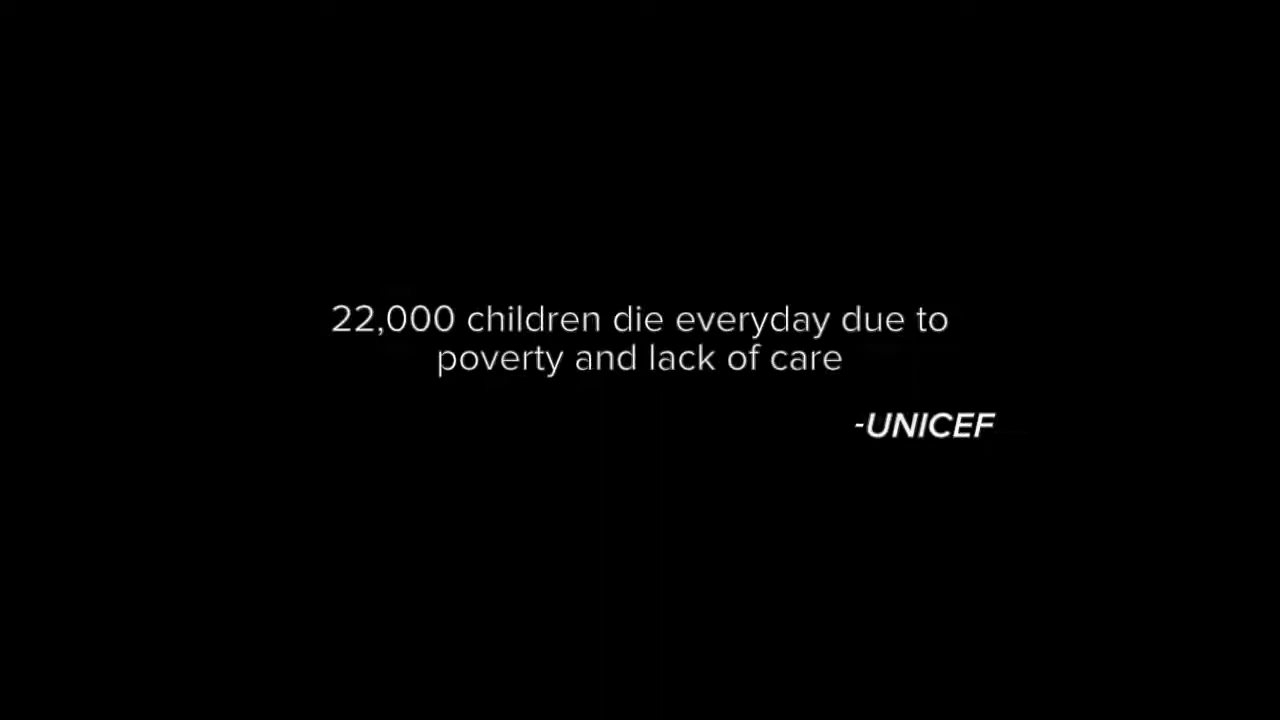 22,000 children die everyday due to
poverty and lack of care
-UNICEF